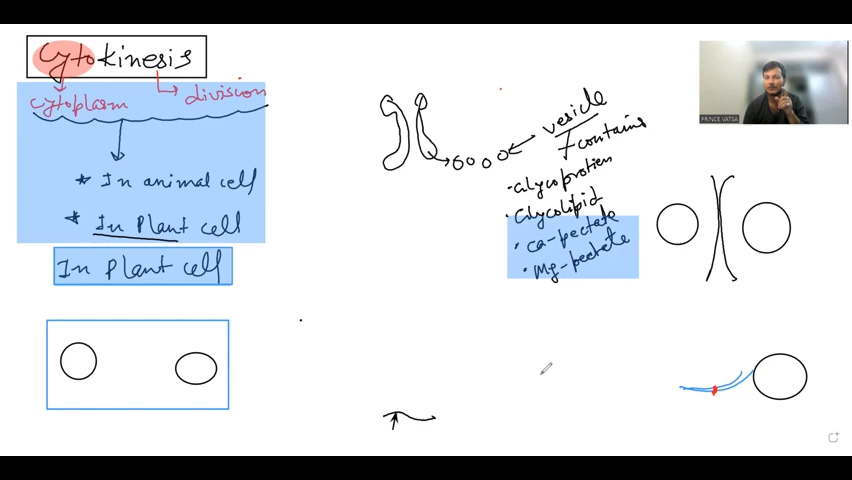 Cytokinesis
cytoplasm
division
* In animal cell
* In Plant cell
In Plant cell
vesicle
contains
• Glycoprotien
• Glycolipid
• ca-pectate
• Mg-pectate
PRINCE VATSA